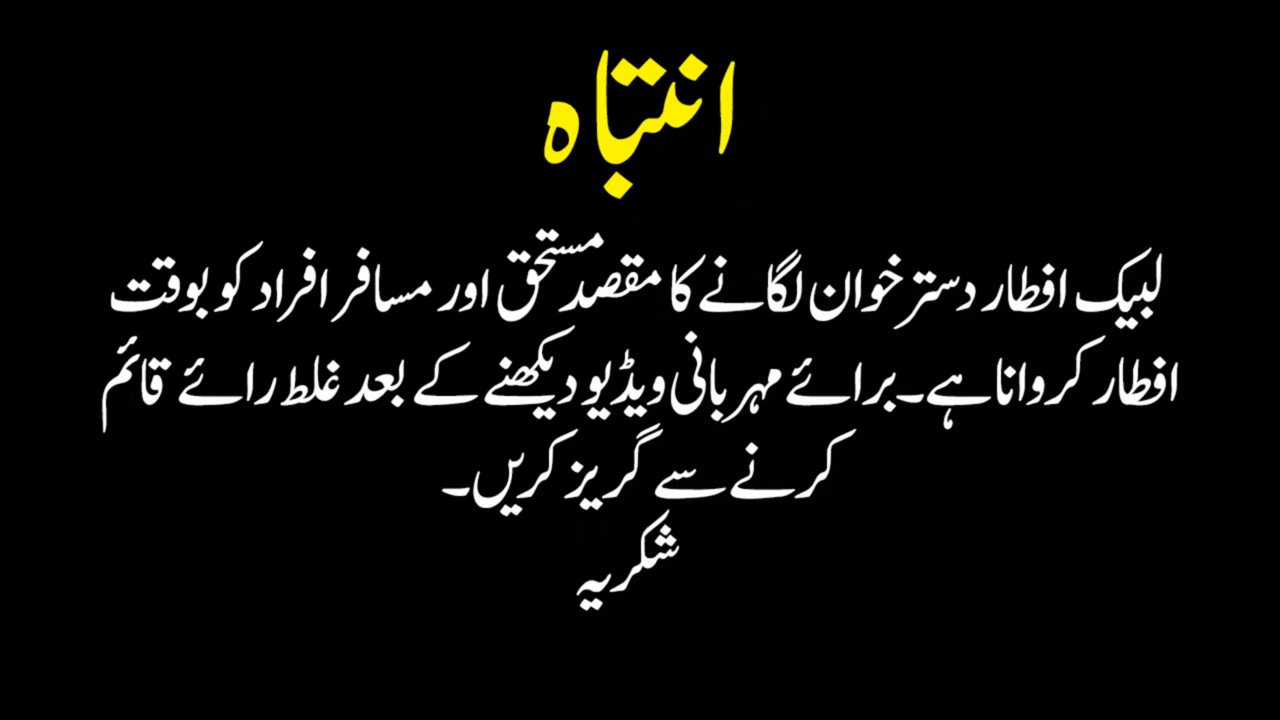 انتباہ
لبیک افطار دسترخوان لگانے کا مقصد مستحق اور مسافر افراد کو بوقت
افطار کروانا ہے۔ برائے مہربانی ویڈیو دیکھنے کے بعد غلط رائے قائم
کرنے سے گریز کریں۔
شکریہ